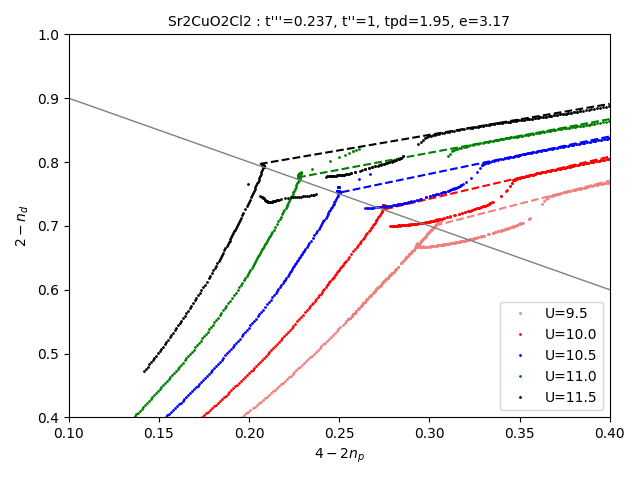 Sr2CuO2Cl2 : t'''=0.237, t''=1, tpd=1.95, e=3.17
1.0
0.9
0.8
0.7
0.6
0.5
0.4
2 − n_d
0.10
0.15
0.20
0.25
0.30
0.35
0.40
4 − 2n_p
U=9.5
U=10.0
U=10.5
U=11.0
U=11.5